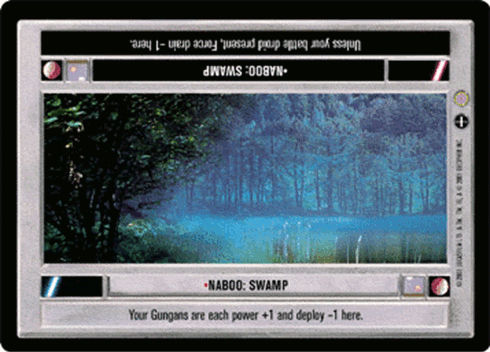 Unless your battle droid present, Force drain -1 here.
•NABOO: SWAMP
•NABOO: SWAMP
Your Gungans are each power +1 and deploy -1 here.